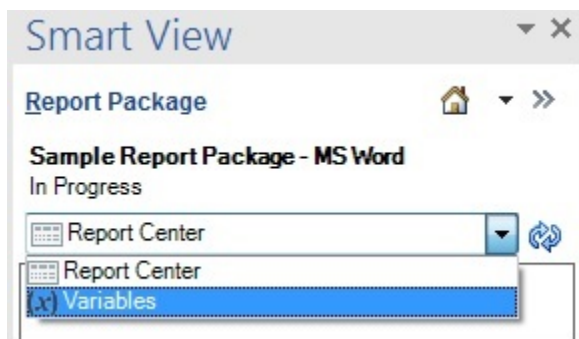 Smart View
Report Package
Sample Report Package - MS Word
In Progress
Report Center
Report Center
(x) Variables